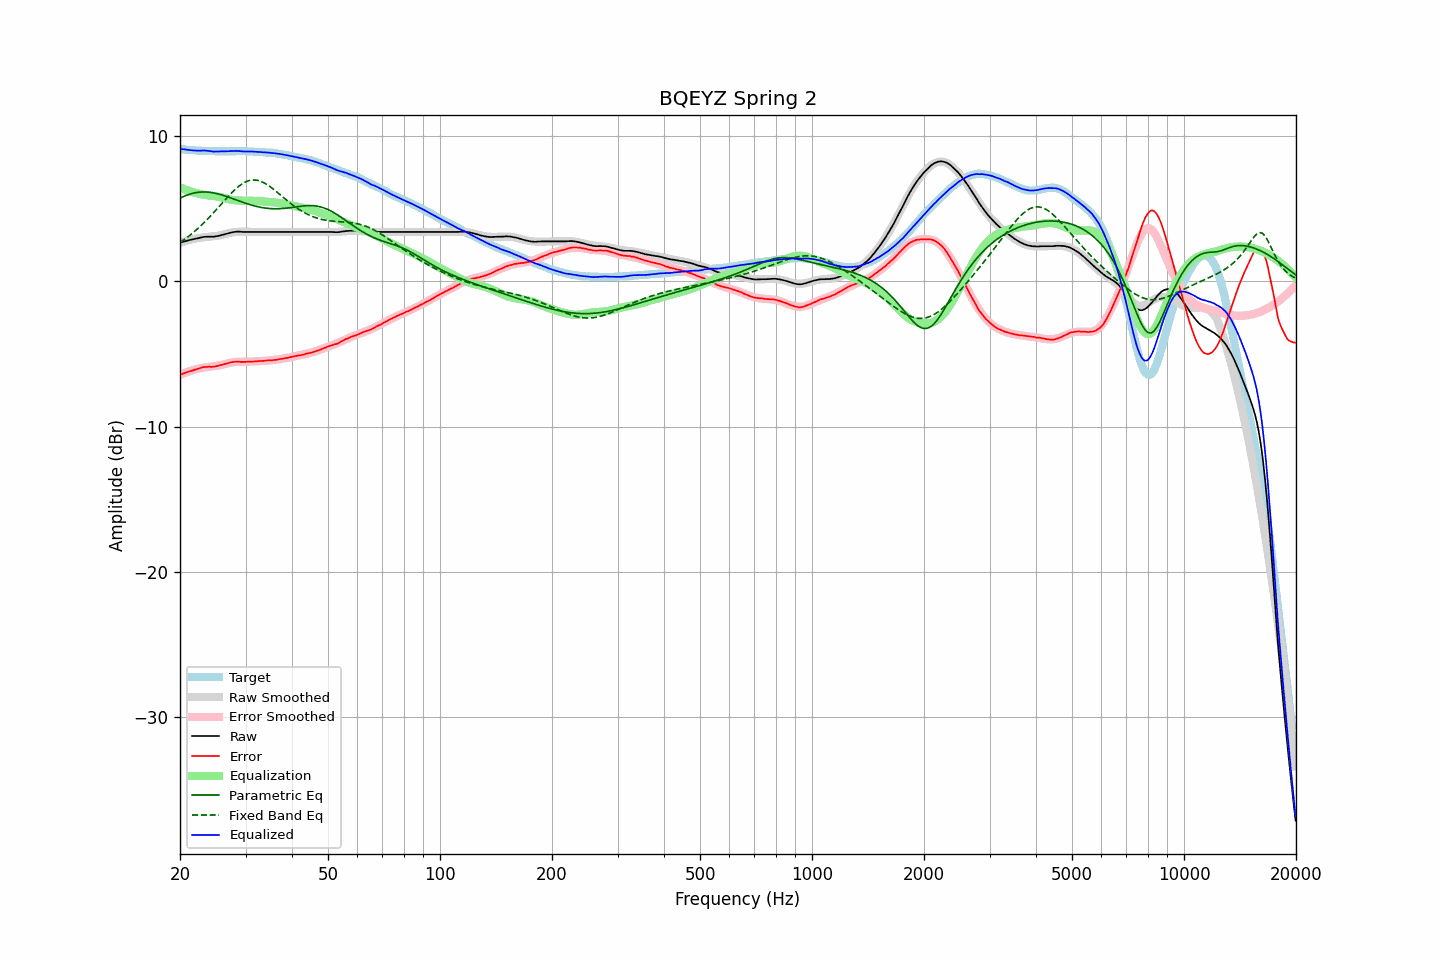 BQEYZ Spring 2
10
0
−10
−20
−30
Amplitude (dBr)
Target
Raw Smoothed
Error Smoothed
Raw
Error
Equalization
Parametric Eq
Fixed Band Eq
Equalized
20 50 100 200 500 1000 2000 5000 10000 20000
Frequency (Hz)